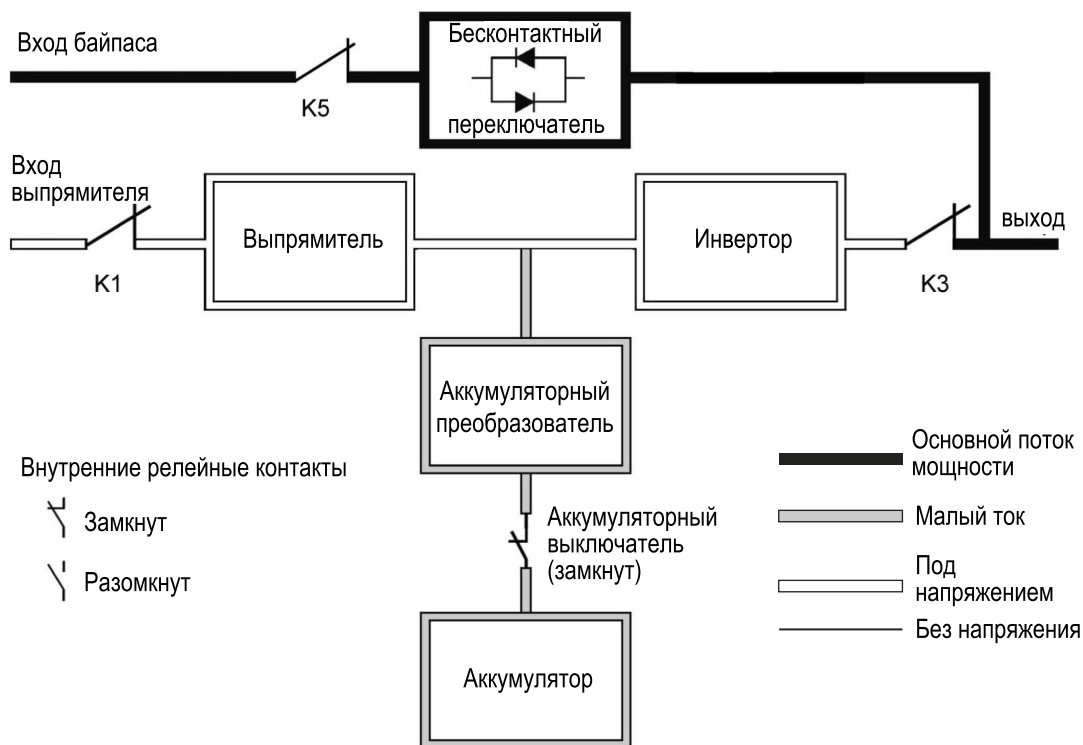 Вход байпаса
Бесконтактный
переключатель
K5
Вход
выпрямителя
K1
Выпрямитель
Инвертор
K3
выход
Аккумуляторный
преобразователь
Внутренние релейные контакты
Замкнут
Разомкнут
Аккумуляторный
выключатель
(замкнут)
Аккумулятор
Основной поток
мощности
Малый ток
Под
напряжением
Без напряжения